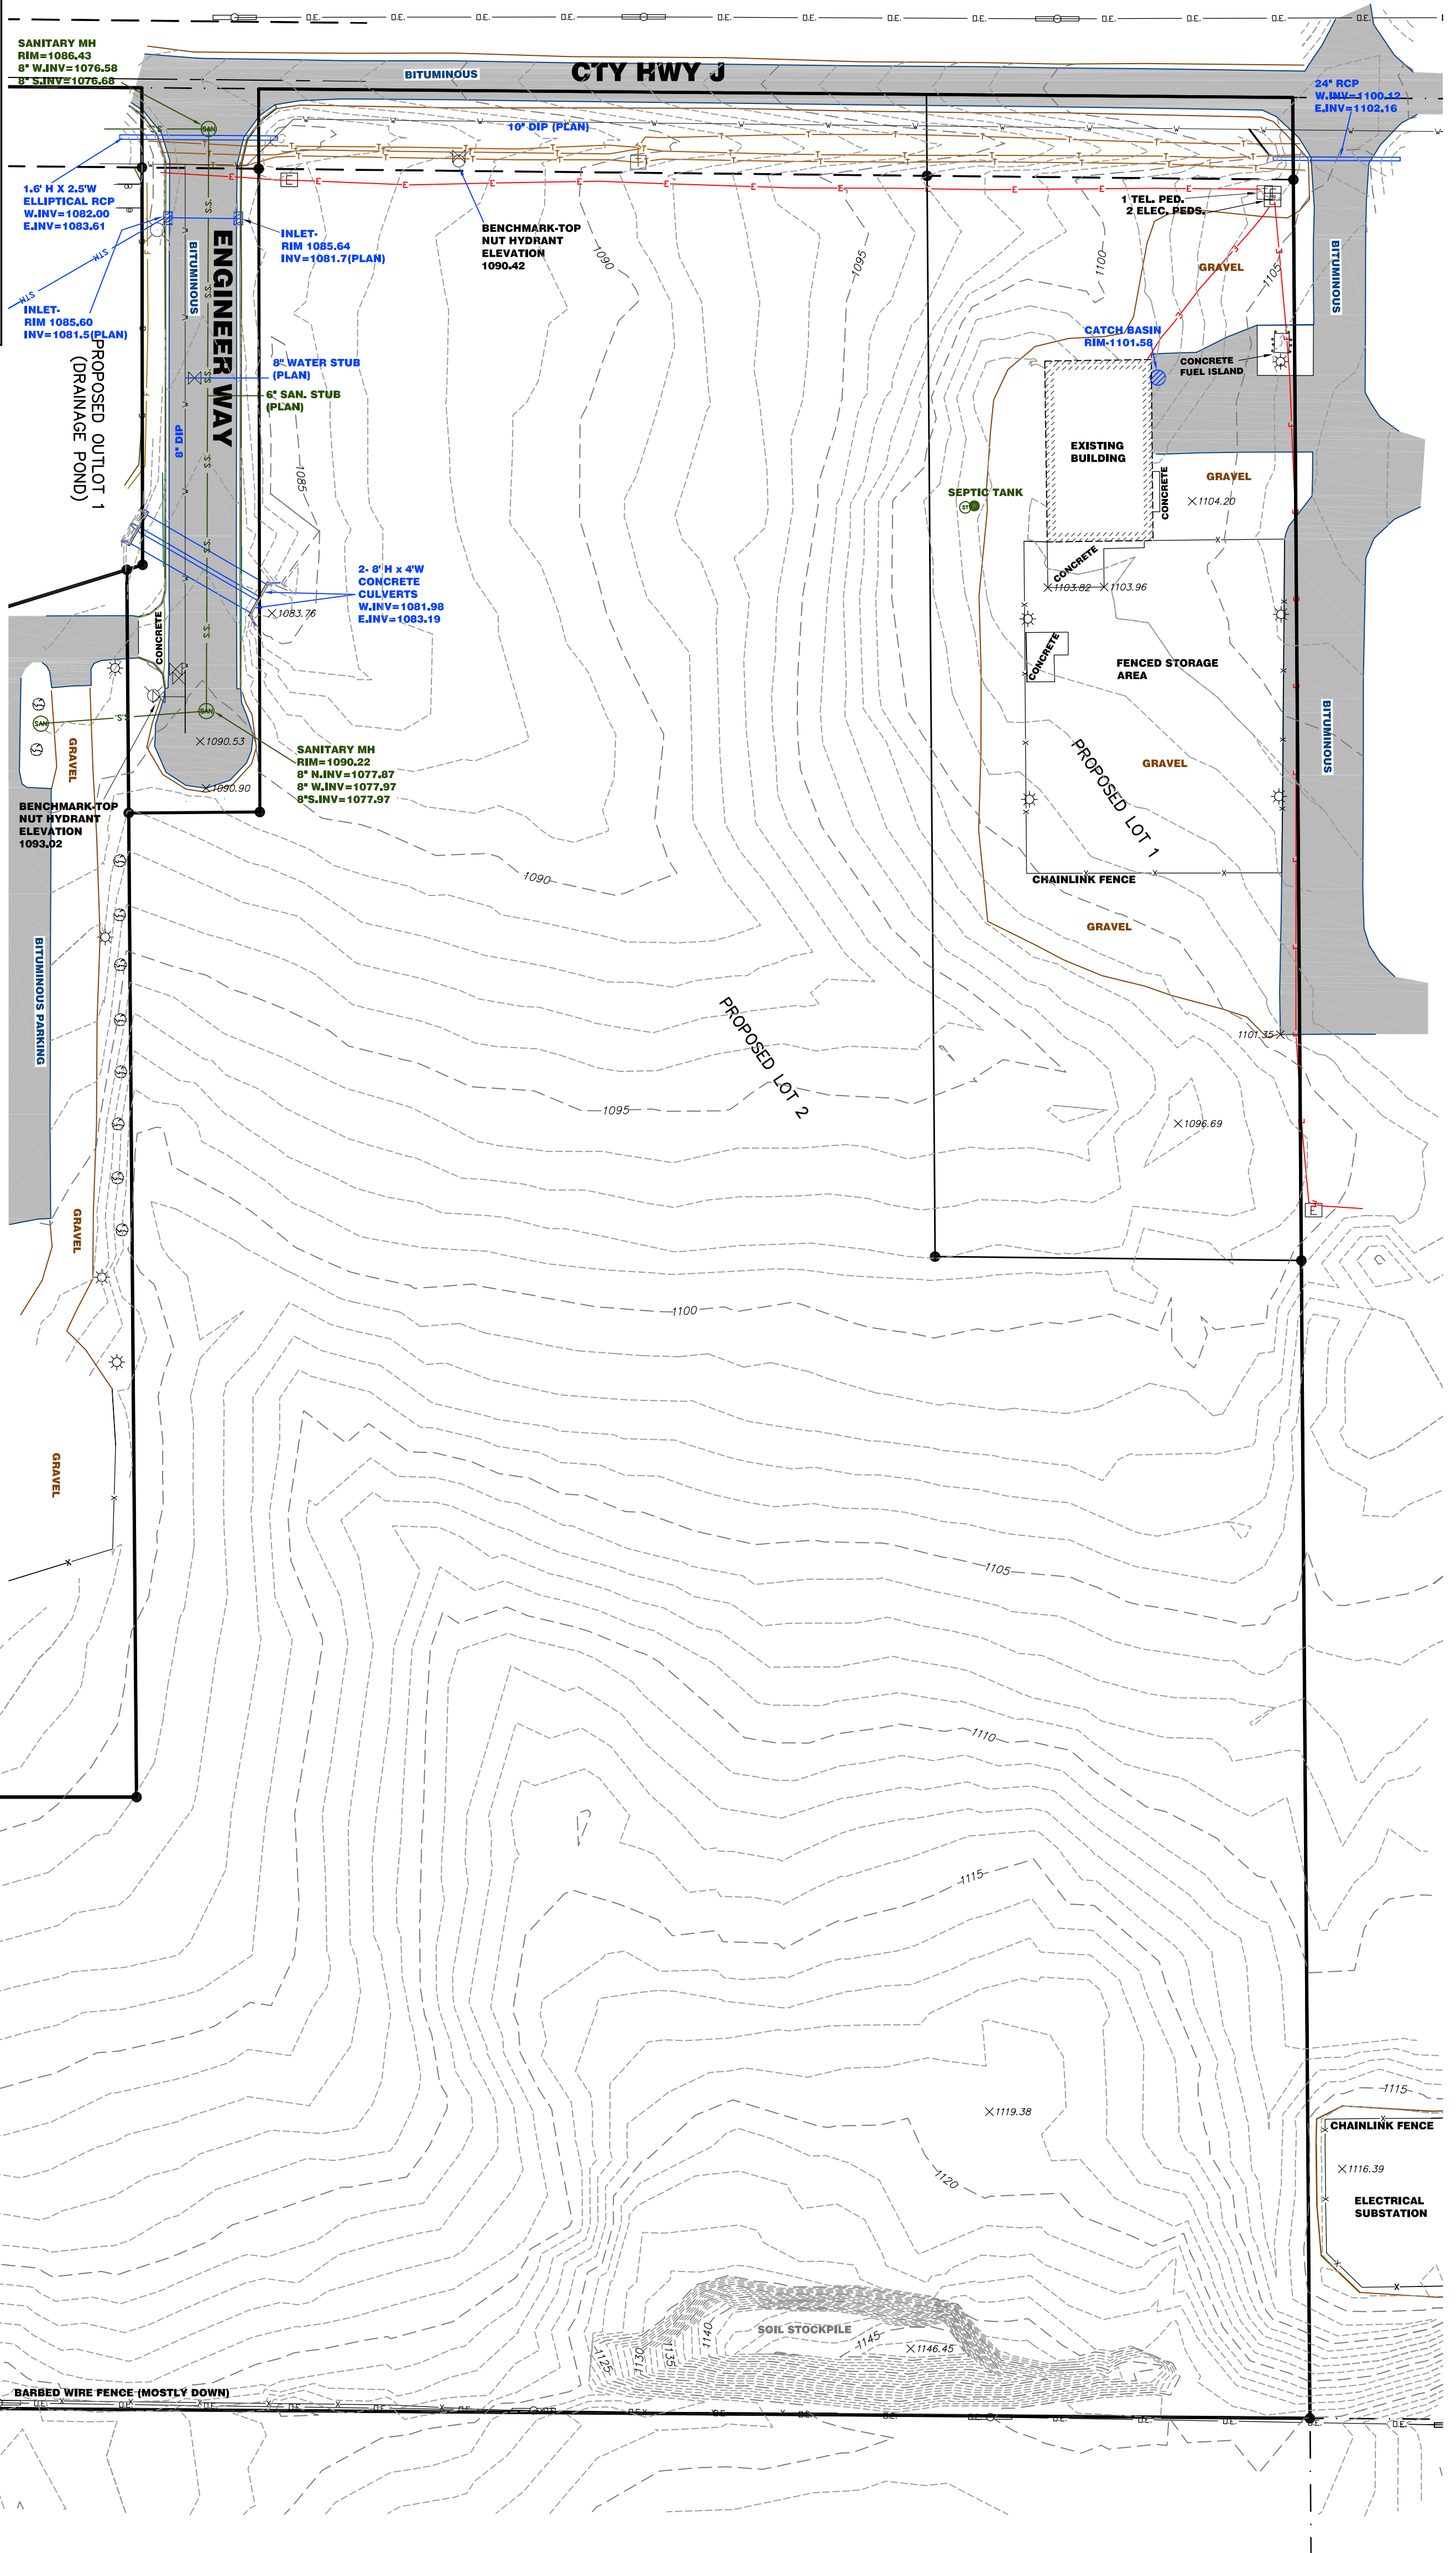 SANITARY MH
RIM=1086.43
8" W.INV=1076.58
8" S.INV=1076.68
BITUMINOUS
CTY HWY J
24" RCP
W.INV=1100.12
E.INV=1102.16
10" DIP (PLAN)
1.6' H X 2.5'W
ELLIPTICAL RCP
W.INV=1082.00
E.INV=1083.61
1 TEL. PED.
2 ELEC. PEDS.
INLET-
RIM 1085.64
INV=1081.7(PLAN)
BENCHMARK-TOP
NUT HYDRANT
ELEVATION
1090.42
ENGINEER WAY
BITUMINOUS
1090
1095
1100
GRAVEL
1105
BITUMINOUS
INLET-
RIM 1085.60
INV=1081.5(PLAN)
CATCH BASIN
RIM-1101.58
PROPOSED OUTLOT 1
(DRAINAGE POND)
8" WATER STUB
(PLAN)
6" SAN. STUB
(PLAN)
CONCRETE
FUEL ISLAND
8" DIP
EXISTING
BUILDING
1085
GRAVEL
CONCRETE
SEPTIC TANK
1104.20
CONCRETE
2- 8' H x 4'W
CONCRETE
CULVERTS
W.INV=1081.98
E.INV=1083.19
1103.82
1103.96
1083.76
CONCRETE
CONCRETE
FENCED STORAGE
AREA
SAN
SAN
SAN
1090.53
GRAVEL
BITUMINOUS
SANITARY MH
RIM=1090.22
8" N.INV=1077.87
8" W.INV=1077.97
8"S.INV=1077.97
1090.90
GRAVEL
PROPOSED LOT 1
BENCHMARK-TOP
NUT HYDRANT
ELEVATION
1093.02
1090
CHAINLINK FENCE
GRAVEL
BITUMINOUS PARKING
PROPOSED LOT 2
1101.35
1095
1096.69
GRAVEL
1100
GRAVEL
1105
1110
1115
1115
1119.38
CHAINLINK FENCE
1116.39
1120
ELECTRICAL
SUBSTATION
SOIL STOCKPILE
1125
1130
1135
1140
1145
1146.45
BARBED WIRE FENCE (MOSTLY DOWN)